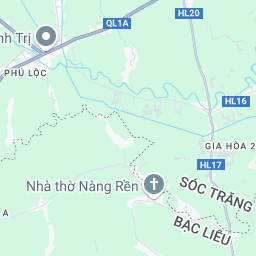 QL1A
HL20
nh Trị
PHÚ LỘC
HL16
GIA HÒA 2
HL17
Nhà thờ Nàng Rền
SÓC TRĂNG
A
BẠC LIÊU